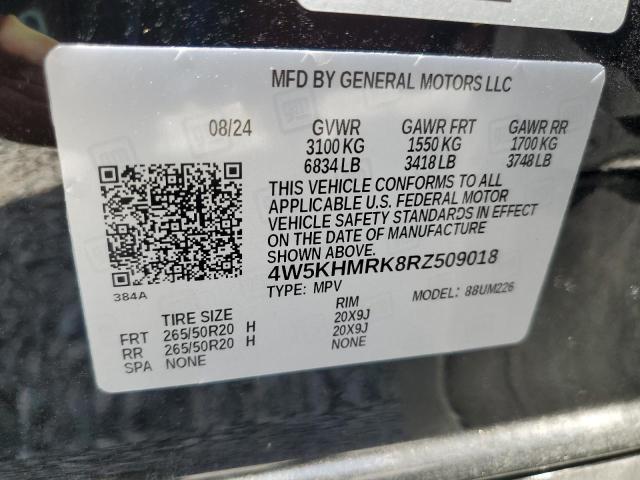 MFD BY GENERAL MOTORS LLC
08/24 GVWR GAWR FRT GAWR RR
3100 KG 1550 KG 1700 KG
6834 LB 3418 LB 3748 LB
THIS VEHICLE CONFORMS TO ALL
APPLICABLE U.S. FEDERAL MOTOR
VEHICLE SAFETY STANDARDS IN EFFECT
ON THE DATE OF MANUFACTURE
SHOWN ABOVE.
4W5KHMRK8RZ509018
TYPE: MPV MODEL: 88UM226
384A
TIRE SIZE RIM
FRT 265/50R20 H 20X9J
RR 265/50R20 H 20X9J
SPA NONE NONE